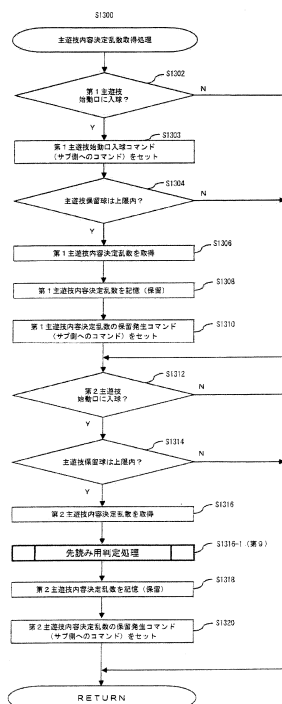 S1300
主遊技内容決定乱数取得処理
S1302
第1主遊技
始動口に入球?
N
Y
S1303
第1主遊技始動口入球コマンド
(サブ側へのコマンド)をセット
S1304
主遊技保留球は上限内?
N
Y
S1306
第1主遊技内容決定乱数を取得
S1308
第1主遊技内容決定乱数を記憶(保留)
S1310
第1主遊技内容決定乱数の保留発生コマンド
(サブ側へのコマンド)をセット
S1312
第2主遊技
始動口に入球?
N
Y
S1314
主遊技保留球は上限内?
N
Y
S1316
第2主遊技内容決定乱数を取得
S1316-1(第9)
先読み用判定処理
S1318
第2主遊技内容決定乱数を記憶(保留)
S1320
第2主遊技内容決定乱数の保留発生コマンド
(サブ側へのコマンド)をセット
RETURN